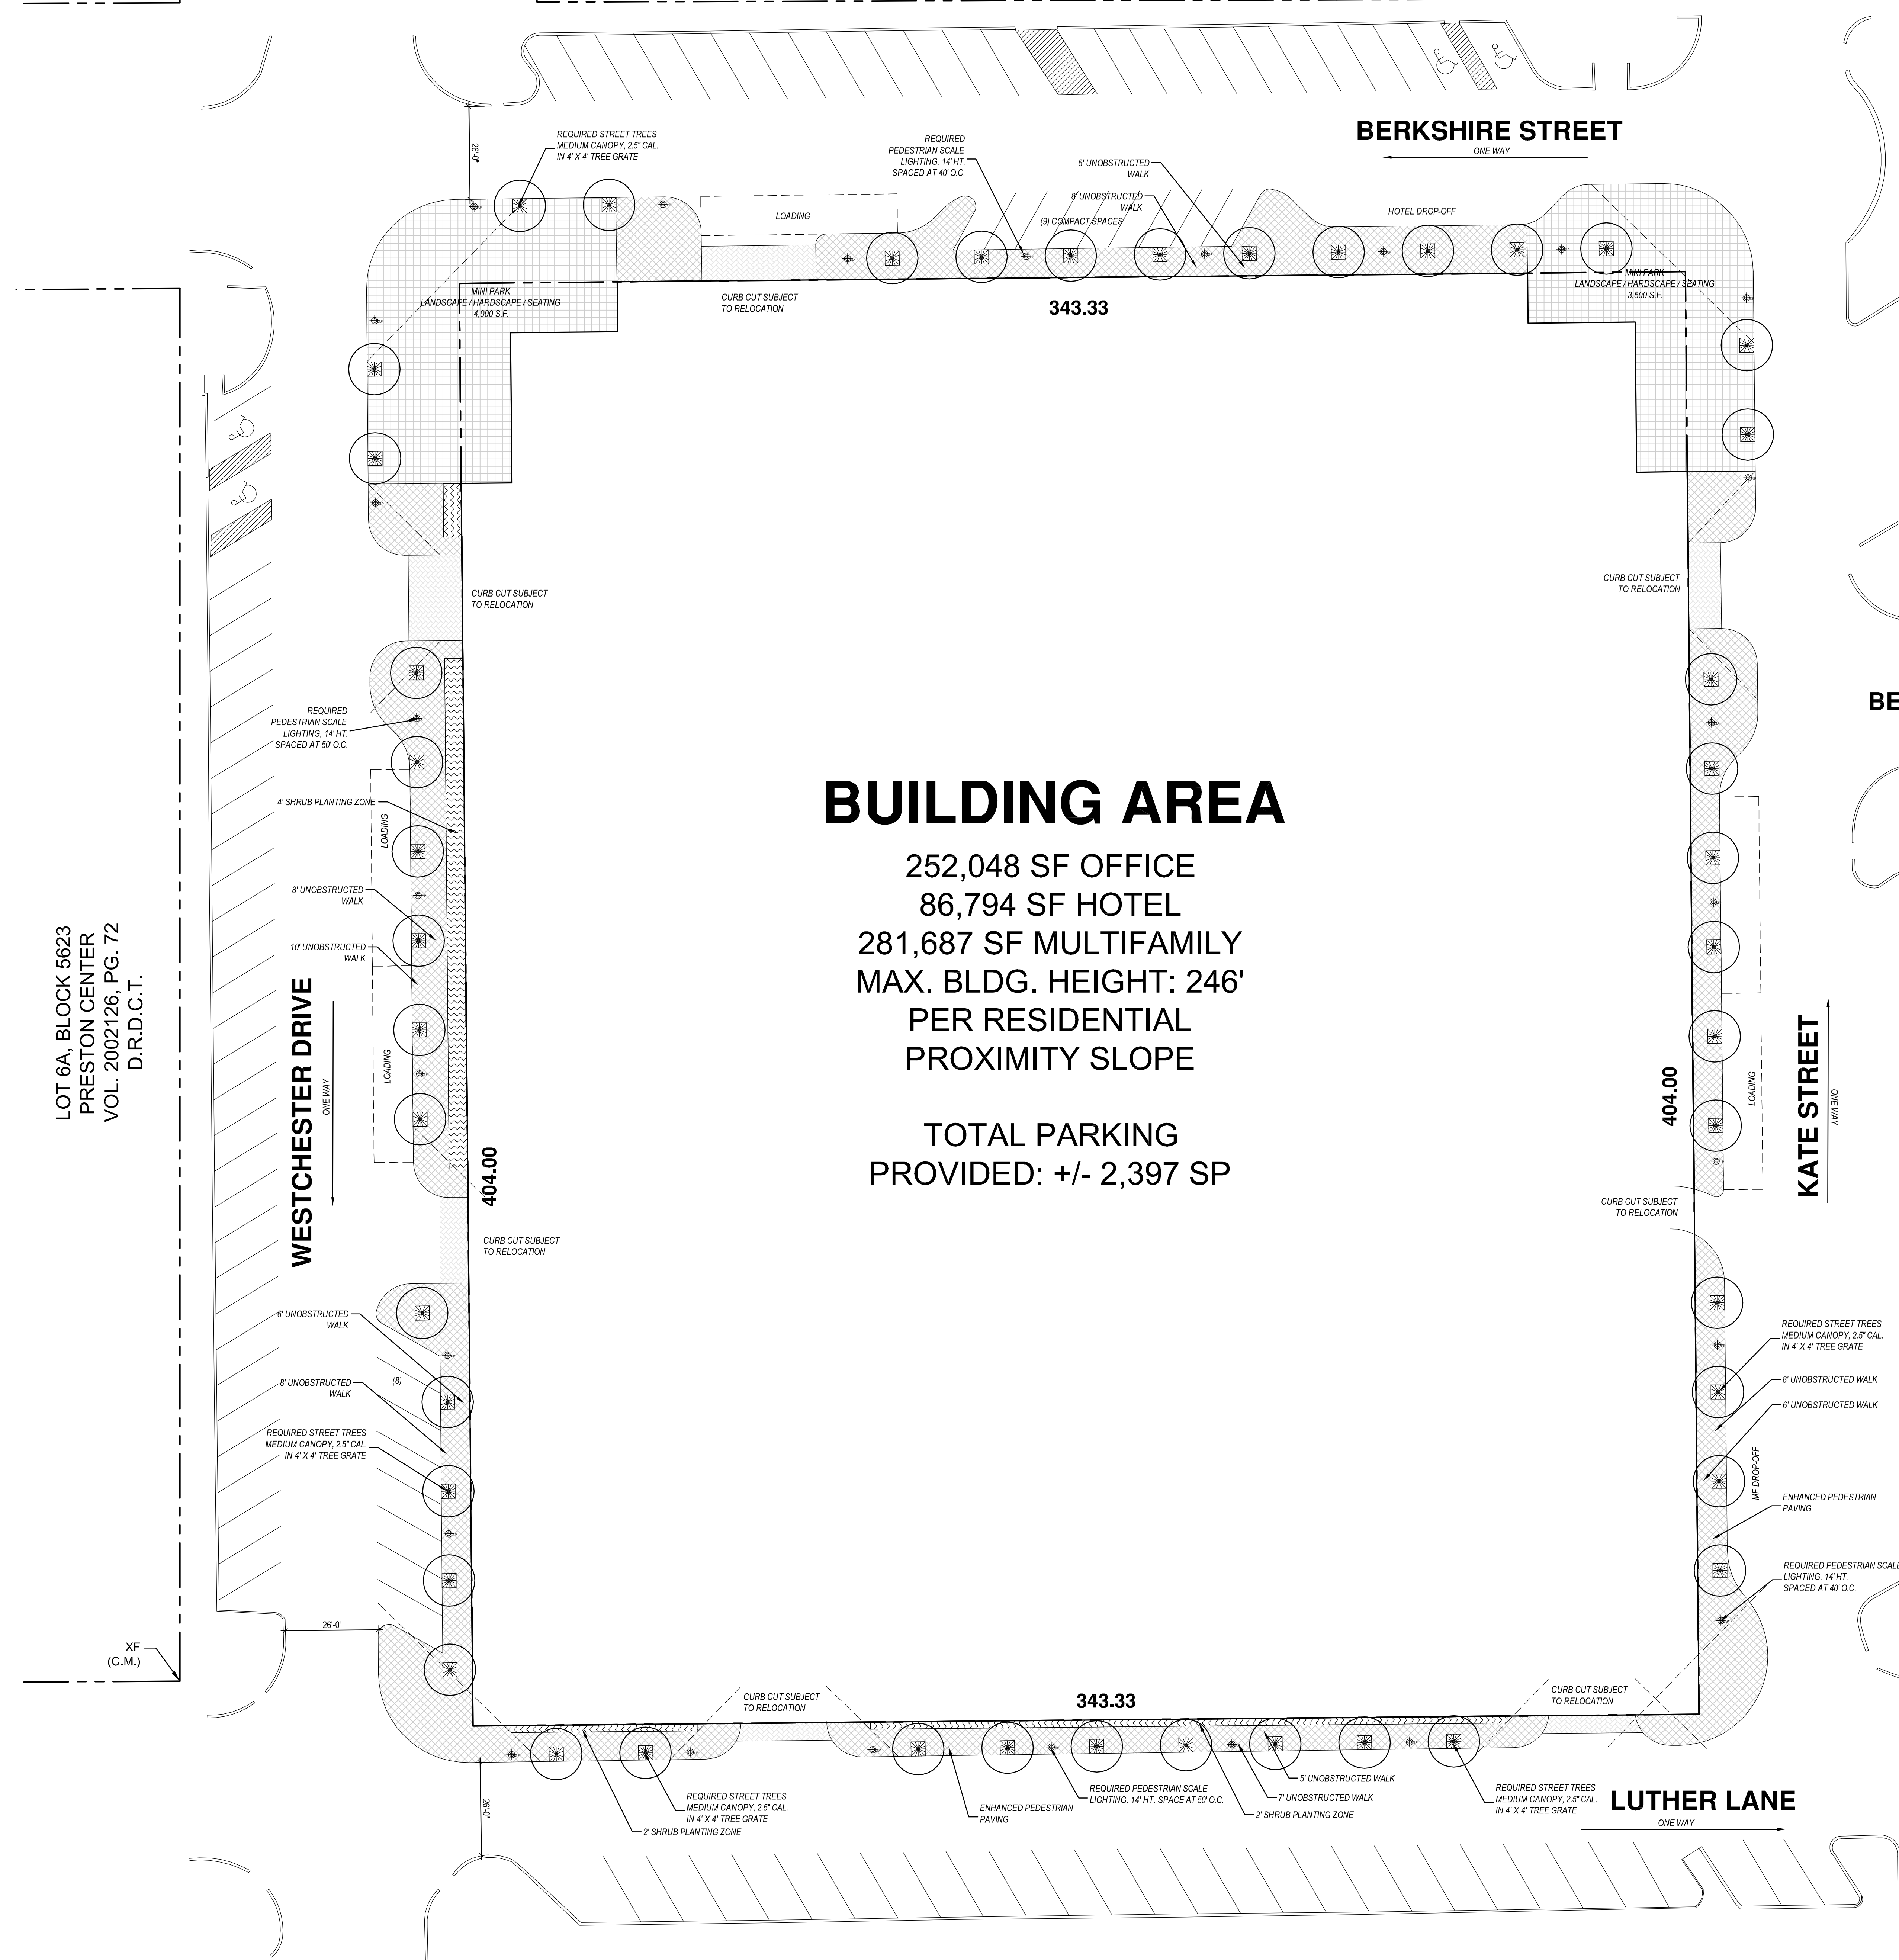 BERKSHIRE STREET
ONE WAY
26'-0"
REQUIRED STREET TREES
MEDIUM CANOPY, 2.5" CAL.
IN 4' X 4' TREE GRATE
REQUIRED
PEDESTRIAN SCALE
LIGHTING, 14' HT.
SPACED AT 40' O.C.
6' UNOBSTRUCTED
WALK
8' UNOBSTRUCTED
WALK
(9) COMPACT SPACES
LOADING
HOTEL DROP-OFF
MINI PARK
LANDSCAPE / HARDSCAPE / SEATING
4,000 S.F.
CURB CUT SUBJECT
TO RELOCATION
343.33
MINI PARK
LANDSCAPE / HARDSCAPE / SEATING
3,500 S.F.
CURB CUT SUBJECT
TO RELOCATION
CURB CUT SUBJECT
TO RELOCATION
REQUIRED
PEDESTRIAN SCALE
LIGHTING, 14' HT.
SPACED AT 50' O.C.
4' SHRUB PLANTING ZONE
LOADING
8' UNOBSTRUCTED
WALK
10' UNOBSTRUCTED
WALK
LOADING
WESTCHESTER DRIVE
ONE WAY
LOT 6A, BLOCK 5623
PRESTON CENTER
VOL. 2002126, PG. 72
D.R.D.C.T.
BUILDING AREA
252,048 SF OFFICE
86,794 SF HOTEL
281,687 SF MULTIFAMILY
MAX. BLDG. HEIGHT: 246'
PER RESIDENTIAL
PROXIMITY SLOPE
TOTAL PARKING
PROVIDED: +/- 2,397 SP
BE
404.00
404.00
LOADING
KATE STREET
ONE WAY
CURB CUT SUBJECT
TO RELOCATION
CURB CUT SUBJECT
TO RELOCATION
6' UNOBSTRUCTED
WALK
(8)
8' UNOBSTRUCTED
WALK
REQUIRED STREET TREES
MEDIUM CANOPY, 2.5" CAL.
IN 4' X 4' TREE GRATE
REQUIRED STREET TREES
MEDIUM CANOPY, 2.5" CAL.
IN 4' X 4' TREE GRATE
8' UNOBSTRUCTED WALK
6' UNOBSTRUCTED WALK
MF DROP-OFF
ENHANCED PEDESTRIAN
PAVING
REQUIRED PEDESTRIAN SCALE
LIGHTING, 14' HT.
SPACED AT 40' O.C.
26'-0'
XF
(C.M.)
CURB CUT SUBJECT
TO RELOCATION
343.33
CURB CUT SUBJECT
TO RELOCATION
26'-0"
REQUIRED STREET TREES
MEDIUM CANOPY, 2.5" CAL.
IN 4' X 4' TREE GRATE
2' SHRUB PLANTING ZONE
ENHANCED PEDESTRIAN
PAVING
REQUIRED PEDESTRIAN SCALE
LIGHTING, 14' HT. SPACE AT 50' O.C.
5' UNOBSTRUCTED WALK
7' UNOBSTRUCTED WALK
2' SHRUB PLANTING ZONE
REQUIRED STREET TREES
MEDIUM CANOPY, 2.5" CAL.
IN 4' X 4' TREE GRATE
LUTHER LANE
ONE WAY